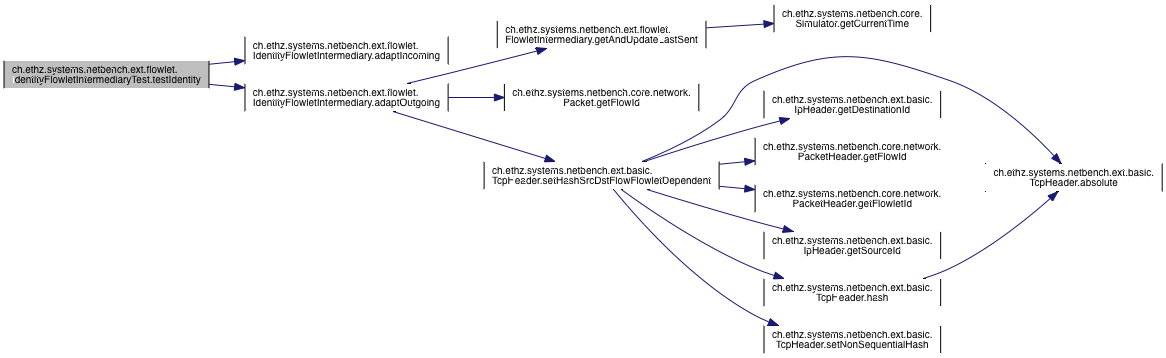 ch.ethz.systems.netbench.ext.flowlet.
IdentityFlowletIntermediaryTest.testIdentity
ch.ethz.systems.netbench.ext.flowlet.
IdentityFlowletIntermediary.adaptIncoming
ch.ethz.systems.netbench.ext.flowlet.
IdentityFlowletIntermediary.adaptOutgoing
ch.ethz.systems.netbench.ext.flowlet.
FlowletIntermediary.getAndUpdateLastSent
ch.ethz.systems.netbench.core.
Simulator.getCurrentTime
ch.ethz.systems.netbench.core.network.
Packet.getFlowId
ch.ethz.systems.netbench.ext.basic.
TcpHeader.setHashSrcDstFlowFlowletDependent
ch.ethz.systems.netbench.ext.basic.
IpHeader.getDestinationId
ch.ethz.systems.netbench.core.network.
PacketHeader.getFlowId
ch.ethz.systems.netbench.core.network.
PacketHeader.getFlowletId
ch.ethz.systems.netbench.ext.basic.
IpHeader.getSourceId
ch.ethz.systems.netbench.ext.basic.
TcpHeader.hash
ch.ethz.systems.netbench.ext.basic.
TcpHeader.setNonSequentialHash
ch.ethz.systems.netbench.ext.basic.
TcpHeader.absolute